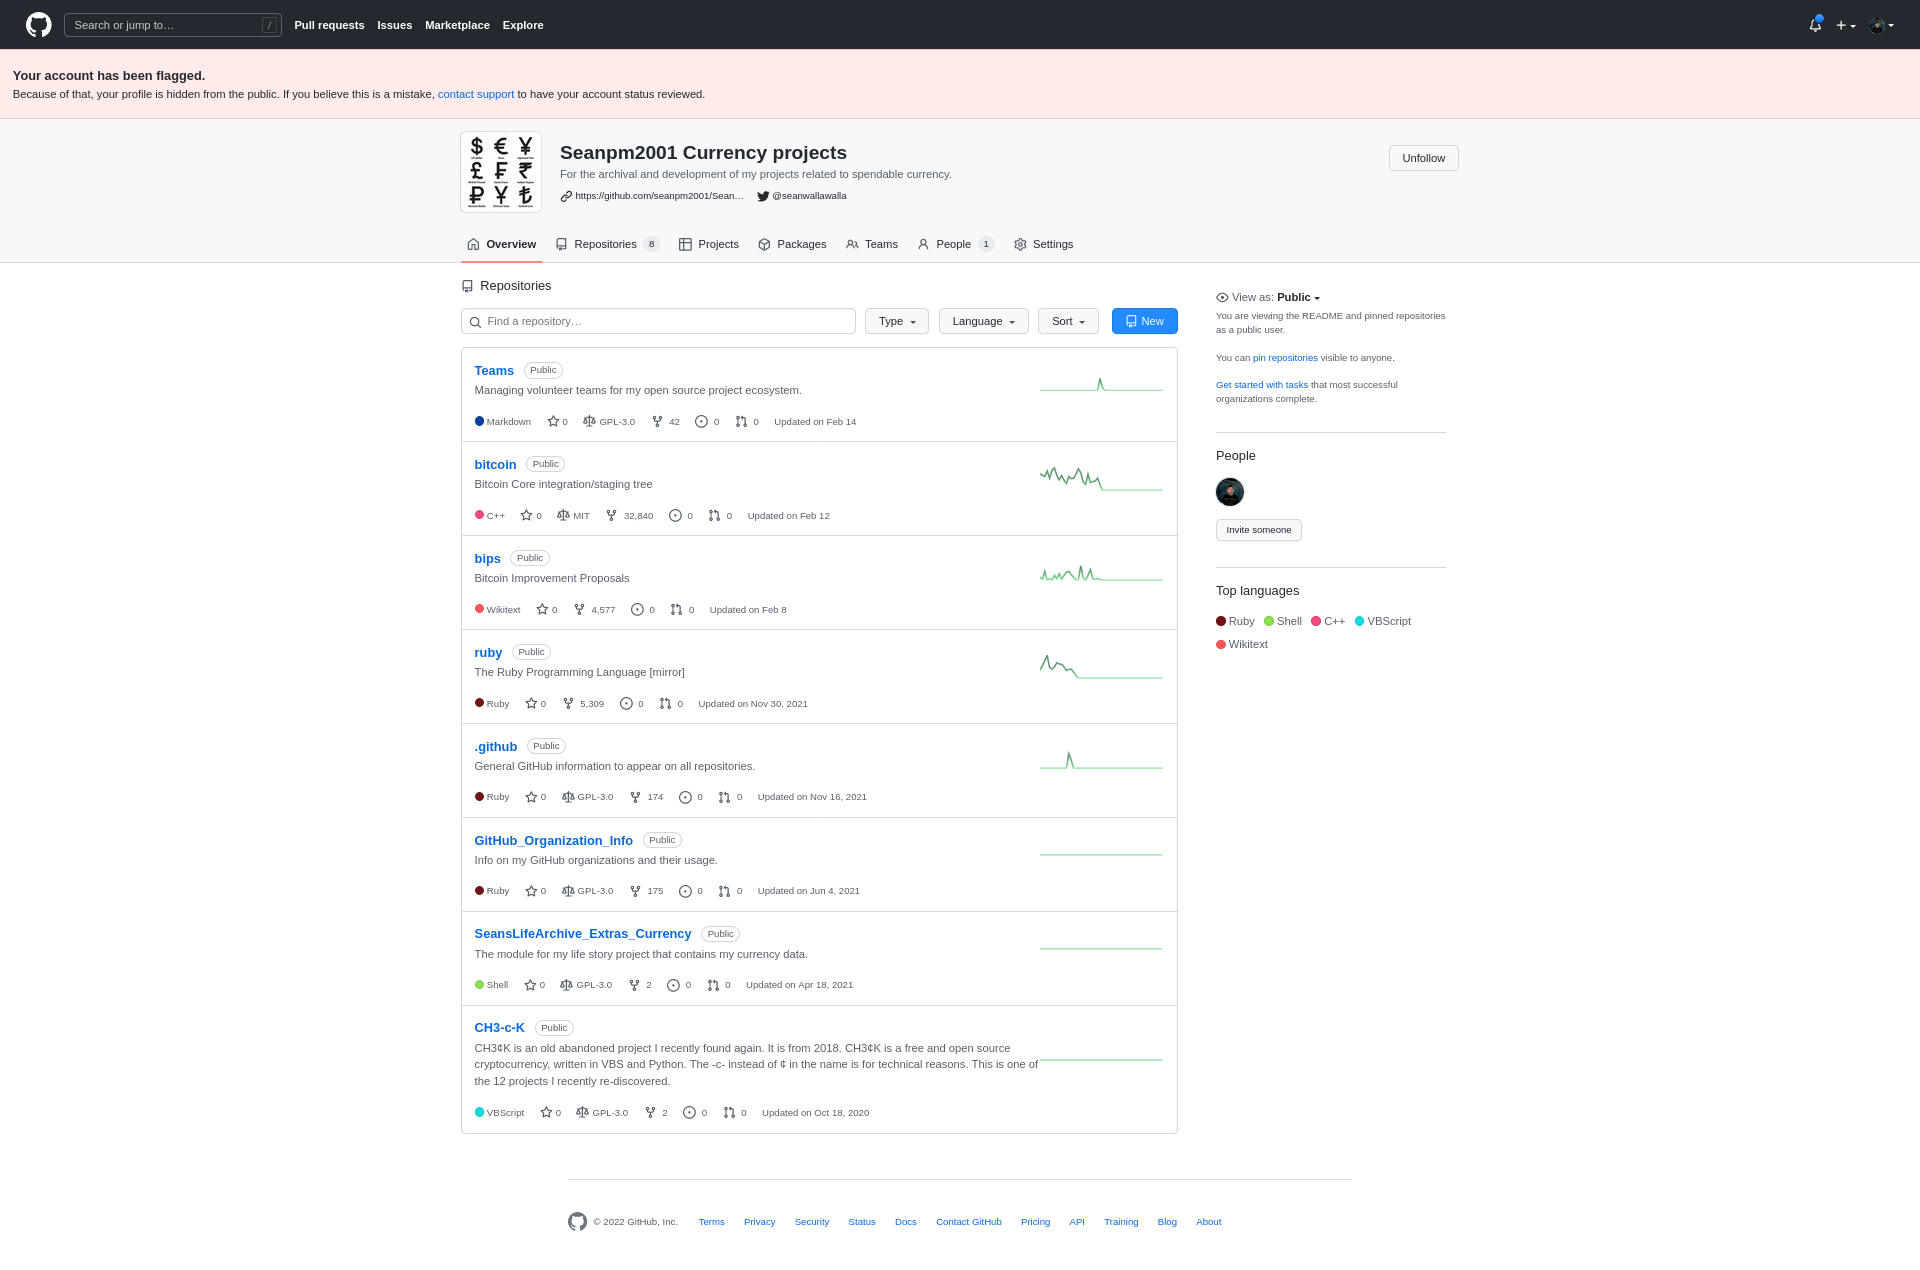 Search or jump to… /
Pull requests Issues Marketplace Explore
Your account has been flagged.
Because of that, your profile is hidden from the public. If you believe this is a mistake, contact support to have your account status reviewed.
$ € ¥
£ ₣ ₹
₽ ¥ ₺
Seanpm2001 Currency projects
For the archival and development of my projects related to spendable currency.
https://github.com/seanpm2001/Sean… @seanwallawalla
Unfollow
Overview Repositories 8 Projects Packages Teams People 1 Settings
Repositories
Find a repository…
Type Language Sort New
Teams Public
Managing volunteer teams for my open source project ecosystem.
Markdown 0 GPL-3.0 42 0 0 Updated on Feb 14
bitcoin Public
Bitcoin Core integration/staging tree
C++ 0 MIT 32,840 0 0 Updated on Feb 12
bips Public
Bitcoin Improvement Proposals
Wikitext 0 4,577 0 0 Updated on Feb 8
ruby Public
The Ruby Programming Language [mirror]
Ruby 0 5,309 0 0 Updated on Nov 30, 2021
.github Public
General GitHub information to appear on all repositories.
Ruby 0 GPL-3.0 174 0 0 Updated on Nov 16, 2021
GitHub_Organization_Info Public
Info on my GitHub organizations and their usage.
Ruby 0 GPL-3.0 175 0 0 Updated on Jun 4, 2021
SeansLifeArchive_Extras_Currency Public
The module for my life story project that contains my currency data.
Shell 0 GPL-3.0 2 0 0 Updated on Apr 18, 2021
CH3-c-K Public
CH3¢K is an old abandoned project I recently found again. It is from 2018. CH3¢K is a free and open source
cryptocurrency, written in VBS and Python. The -c- instead of ¢ in the name is for technical reasons. This is one of
the 12 projects I recently re-discovered.
VBScript 0 GPL-3.0 2 0 0 Updated on Oct 18, 2020
View as: Public
You are viewing the README and pinned repositories
as a public user.
You can pin repositories visible to anyone.
Get started with tasks that most successful
organizations complete.
People
Invite someone
Top languages
Ruby Shell C++ VBScript
Wikitext
© 2022 GitHub, Inc. Terms Privacy Security Status Docs Contact GitHub Pricing API Training Blog About